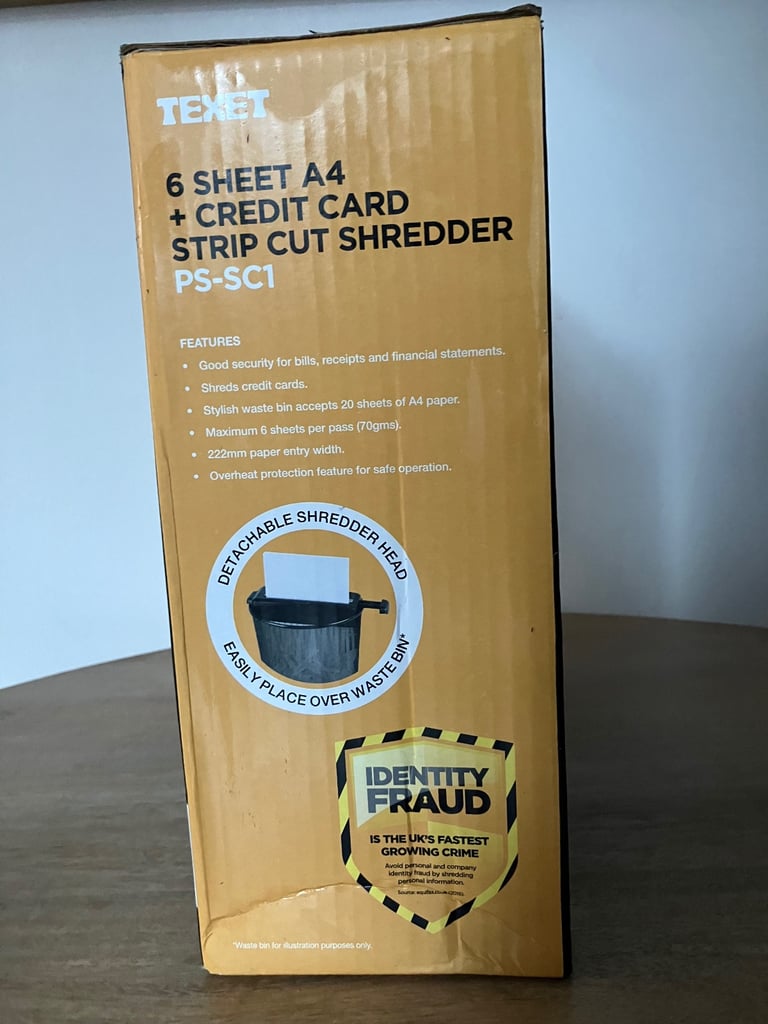 TEXET
6 SHEET A4
+ CREDIT CARD
STRIP CUT SHREDDER
PS-SC1
FEATURES
• Good security for bills, receipts and financial statements.
• Shreds credit cards.
• Stylish waste bin accepts 20 sheets of A4 paper.
• Maximum 6 sheets per pass (70gms).
• 222mm paper entry width.
• Overheat protection feature for safe operation.
DETACHABLE SHREDDER HEAD
EASILY PLACE OVER WASTE BIN*
IDENTITY
FRAUD
IS THE UK'S FASTEST
GROWING CRIME
Avoid personal and company
identity fraud by shredding
personal information.
Source:
*Waste bin for illustration purposes only.